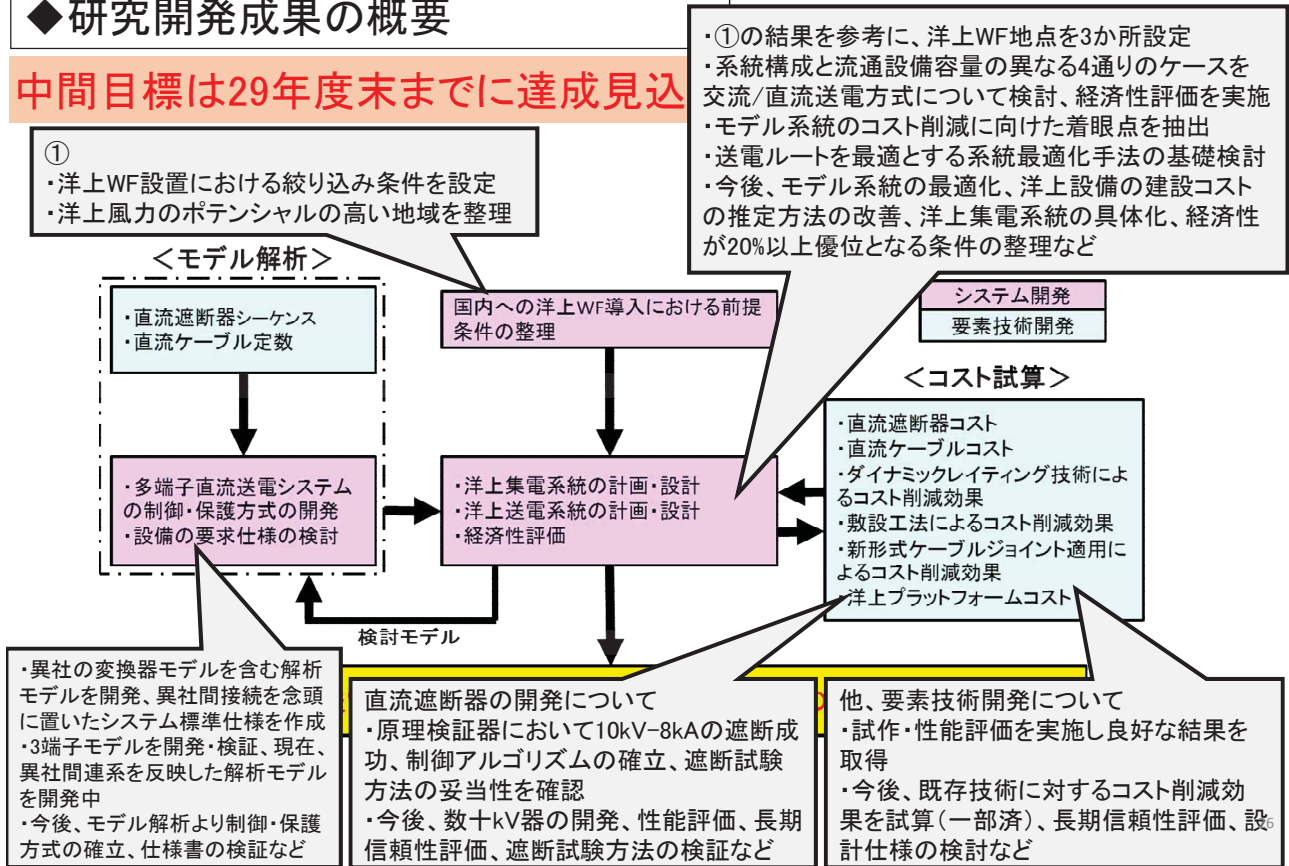 ◆研究開発成果の概要
中間目標は29年度末までに達成見込
・①の結果を参考に、洋上WF地点を3か所設定
・系統構成と流通設備容量の異なる4通りのケースを
交流/直流送電方式について検討、経済性評価を実施
・モデル系統のコスト削減に向けた着眼点を抽出
・送電ルートを最適とする系統最適化手法の基礎検討
・今後、モデル系統の最適化、洋上設備の建設コスト
の推定方法の改善、洋上集電系統の具体化、経済性
が20%以上優位となる条件の整理など
①
・洋上WF設置における絞り込み条件を設定
・洋上風力のポテンシャルの高い地域を整理
＜モデル解析＞
・直流遮断器シーケンス
・直流ケーブル定数
国内への洋上WF導入における前提
条件の整理
システム開発
要素技術開発
＜コスト試算＞
・多端子直流送電システム
の制御・保護方式の開発
・設備の要求仕様の検討
・洋上集電系統の計画・設計
・洋上送電系統の計画・設計
・経済性評価
・直流遮断器コスト
・直流ケーブルコスト
・ダイナミックレイティング技術によ
るコスト削減効果
・敷設工法によるコスト削減効果
・新形式ケーブルジョイント適用に
よるコスト削減効果
・洋上プラットフォームコスト
検討モデル
・異社の変換器モデルを含む解析
モデルを開発、異社間接続を念頭
に置いたシステム標準仕様を作成
・3端子モデルを開発・検証、現在、
異社間連系を反映した解析モデル
を開発中
・今後、モデル解析より制御・保護
方式の確立、仕様書の検証など
直流遮断器の開発について
・原理検証器において10kV-8kAの遮断成
功、制御アルゴリズムの確立、遮断試験
方法の妥当性を確認
・今後、数十kV器の開発、性能評価、長期
信頼性評価、遮断試験方法の検証など
他、要素技術開発について
・試作・性能評価を実施し良好な結果を
取得
・今後、既存技術に対するコスト削減効
果を試算（一部済）、長期信頼性評価、設
計仕様の検討など